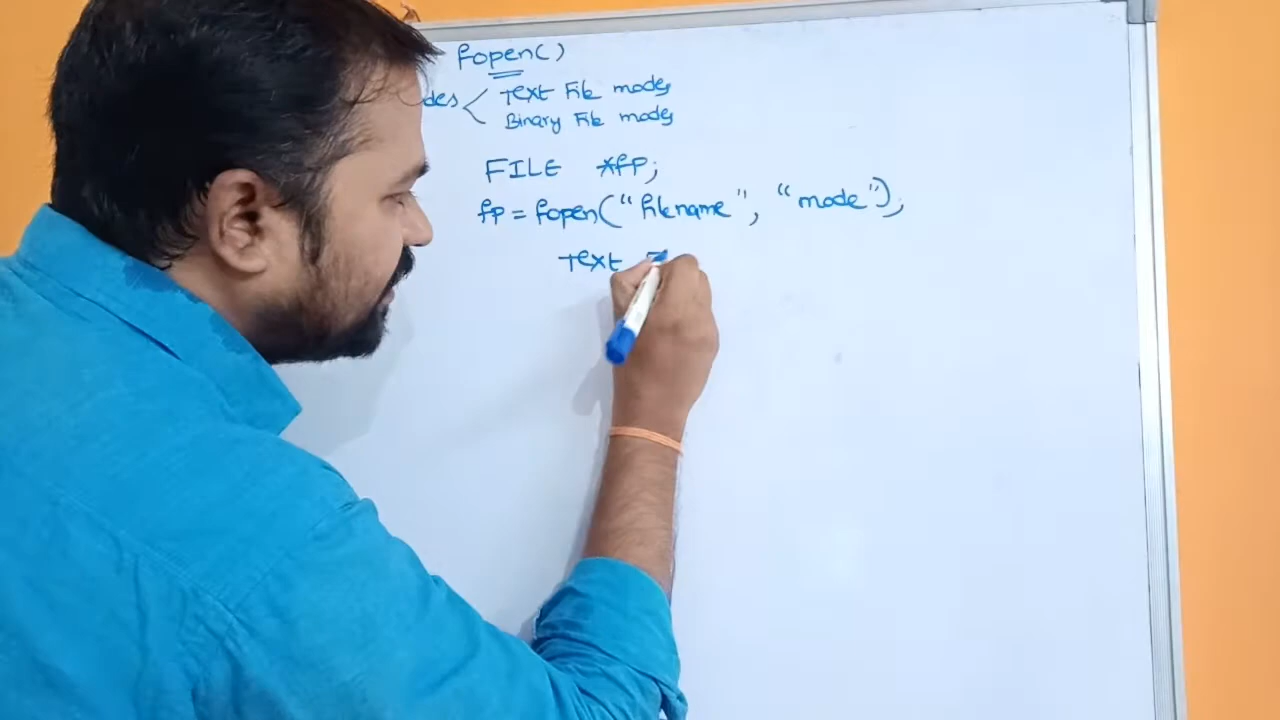 fopen()
des < Text File modes
Binary File modes
FILE *fp;
fp = fopen("filename", "mode");
Text